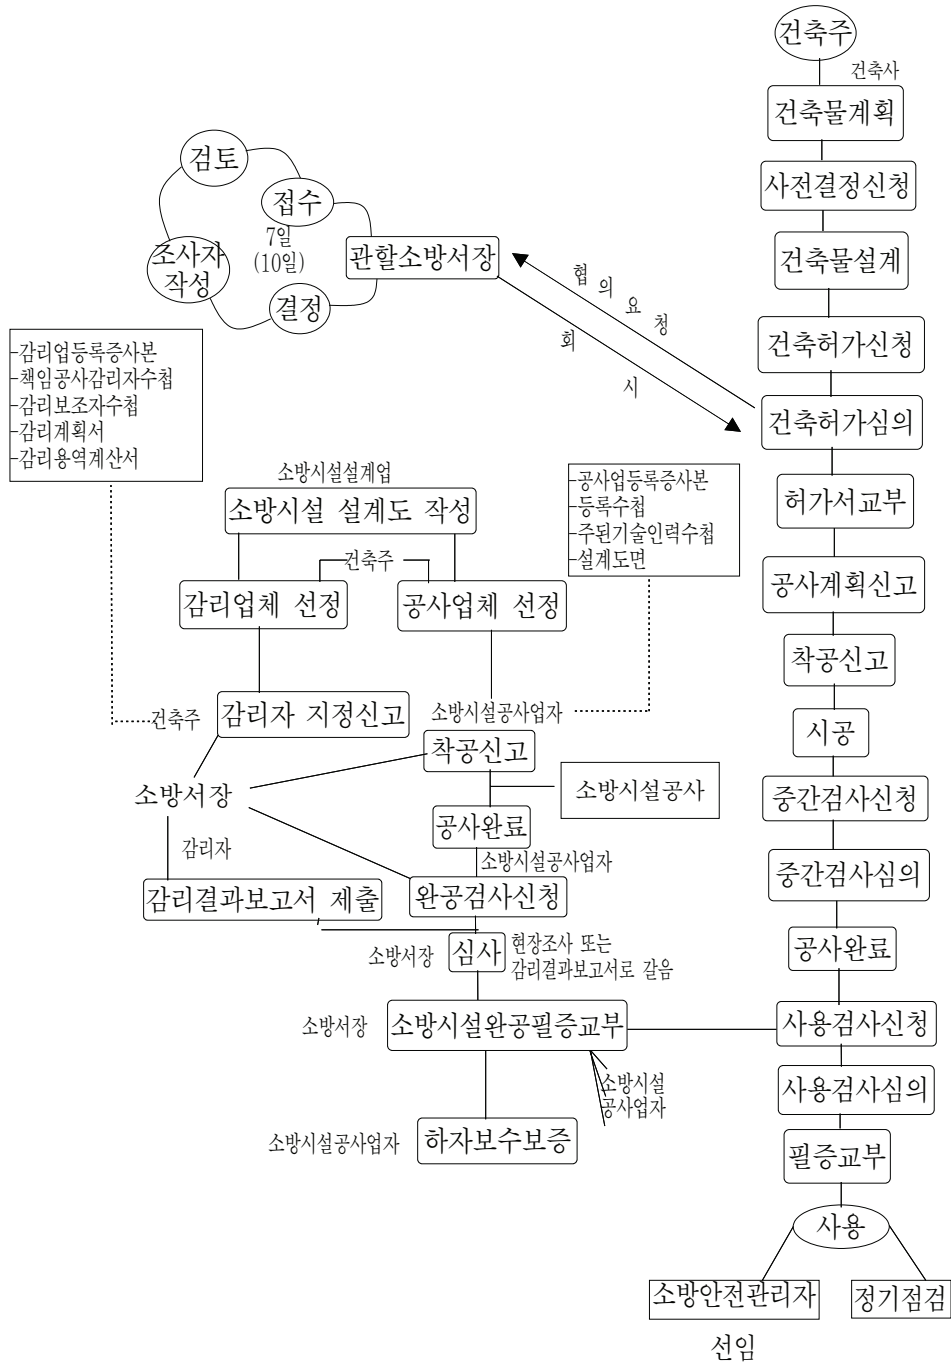 건축주
건축사
건축물계획
사전결정신청
건축물설계
건축허가신청
건축허가심의
허가서교부
공사계획신고
착공신고
시공
중간검사신청
중간검사심의
공사완료
사용검사신청
사용검사심의
필증교부
사용
소방안전관리자
선임
정기점검
검토
접수
7일
(10일)
조사자
작성
결정
관할소방서장
협의요청
회시
-감리업등록증사본
-책임공사감리자수첩
-감리보조자수첩
-감리계획서
-감리용역계산서
소방시설설계업
소방시설 설계도 작성
건축주
감리업체 선정
공사업체 선정
-공사업등록증사본
-등록수첩
-주된기술인력수첩
-설계도면
건축주
감리자 지정신고
소방시설공사업자
착공신고
소방서장
소방시설공사
공사완료
감리자
소방시설공사업자
감리결과보고서 제출
완공검사신청
소방서장
심사
현장조사 또는
감리결과보고서로 갈음
소방서장
소방시설완공필증교부
소방시설
공사업자
소방시설공사업자
하자보수보증